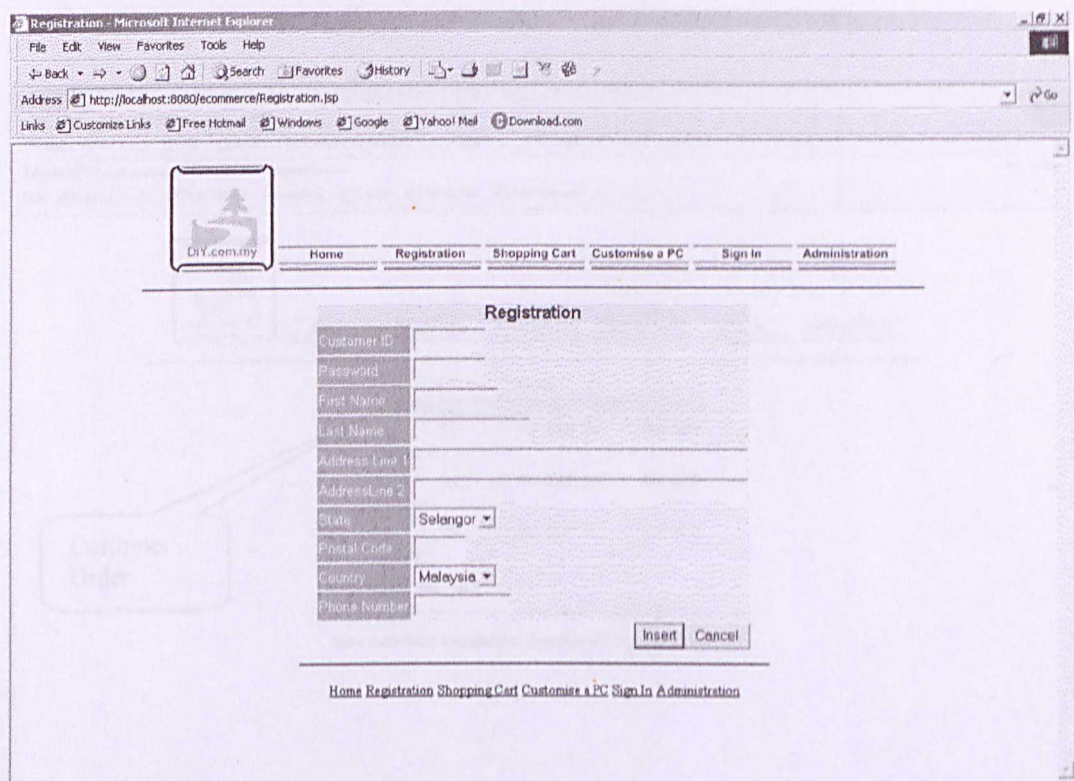 Registration - Microsoft Internet Explorer
File Edit View Favorites Tools Help
Back Search Favorites History
Address http://localhost:8080/ecommerce/Registration.jsp Go
Links Customize Links Free Hotmail Windows Google Yahoo! Mail Download.com
DIY.com.my
Home Registration Shopping Cart Customise a PC Sign In Administration
Registration
Customer ID
Password
First Name
Last Name
Address Line 1
AddressLine 2
State Selangor
Postal Code
Country Malaysia
Phone Number
Insert Cancel
Home Registration Shopping Cart Customise a PC Sign In Administration
Customer
Order